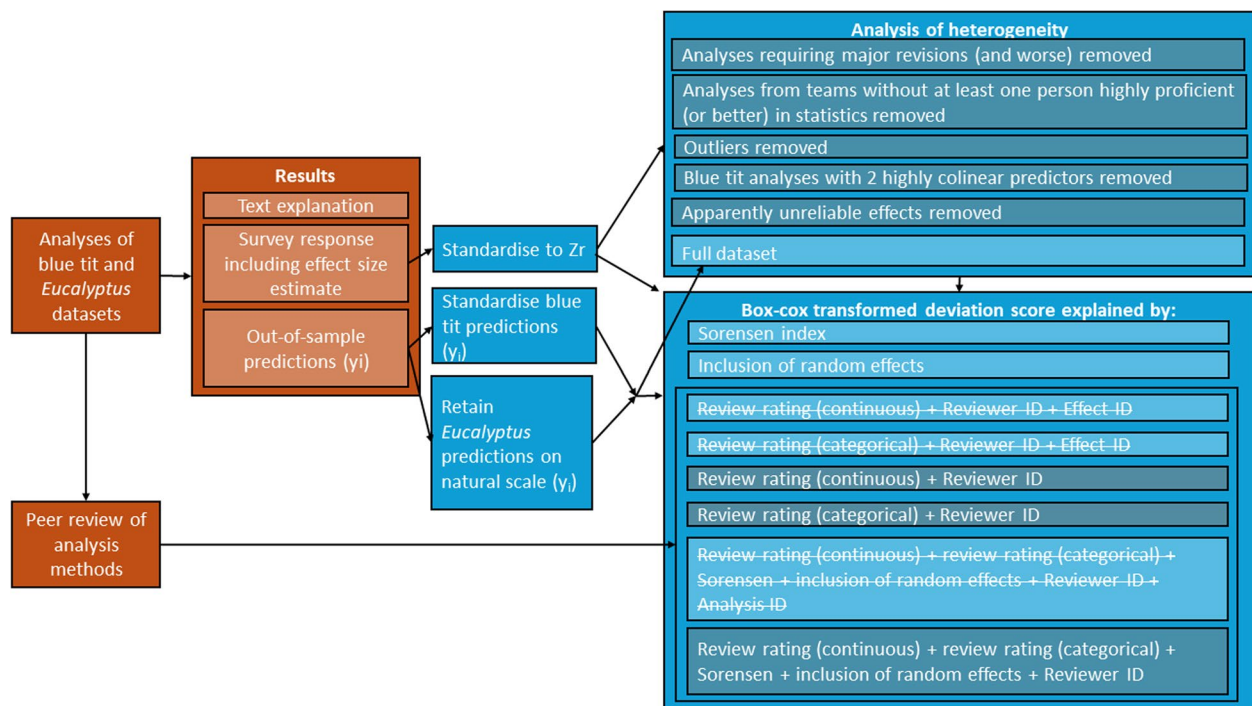 Analyses of
blue tit and
Eucalyptus
datasets
Peer review of
analysis
methods
Results
Text explanation
Survey response
including effect size
estimate
Out-of-sample
predictions (yi)
Standardise to Zr
Standardise blue
tit predictions
(yi)
Retain
Eucalyptus
predictions on
natural scale (yi)
Analysis of heterogeneity
Analyses requiring major revisions (and worse) removed
Analyses from teams without at least one person highly proficient
(or better) in statistics removed
Outliers removed
Blue tit analyses with 2 highly colinear predictors removed
Apparently unreliable effects removed
Full dataset
Box-cox transformed deviation score explained by:
Sorensen index
Inclusion of random effects
Review rating (continuous) + Reviewer ID + Effect ID
Review rating (categorical) + Reviewer ID + Effect ID
Review rating (continuous) + Reviewer ID
Review rating (categorical) + Reviewer ID
Review rating (continuous) + review rating (categorical) +
Sorensen + inclusion of random effects + Reviewer ID +
Analysis ID
Review rating (continuous) + review rating (categorical) +
Sorensen + inclusion of random effects + Reviewer ID